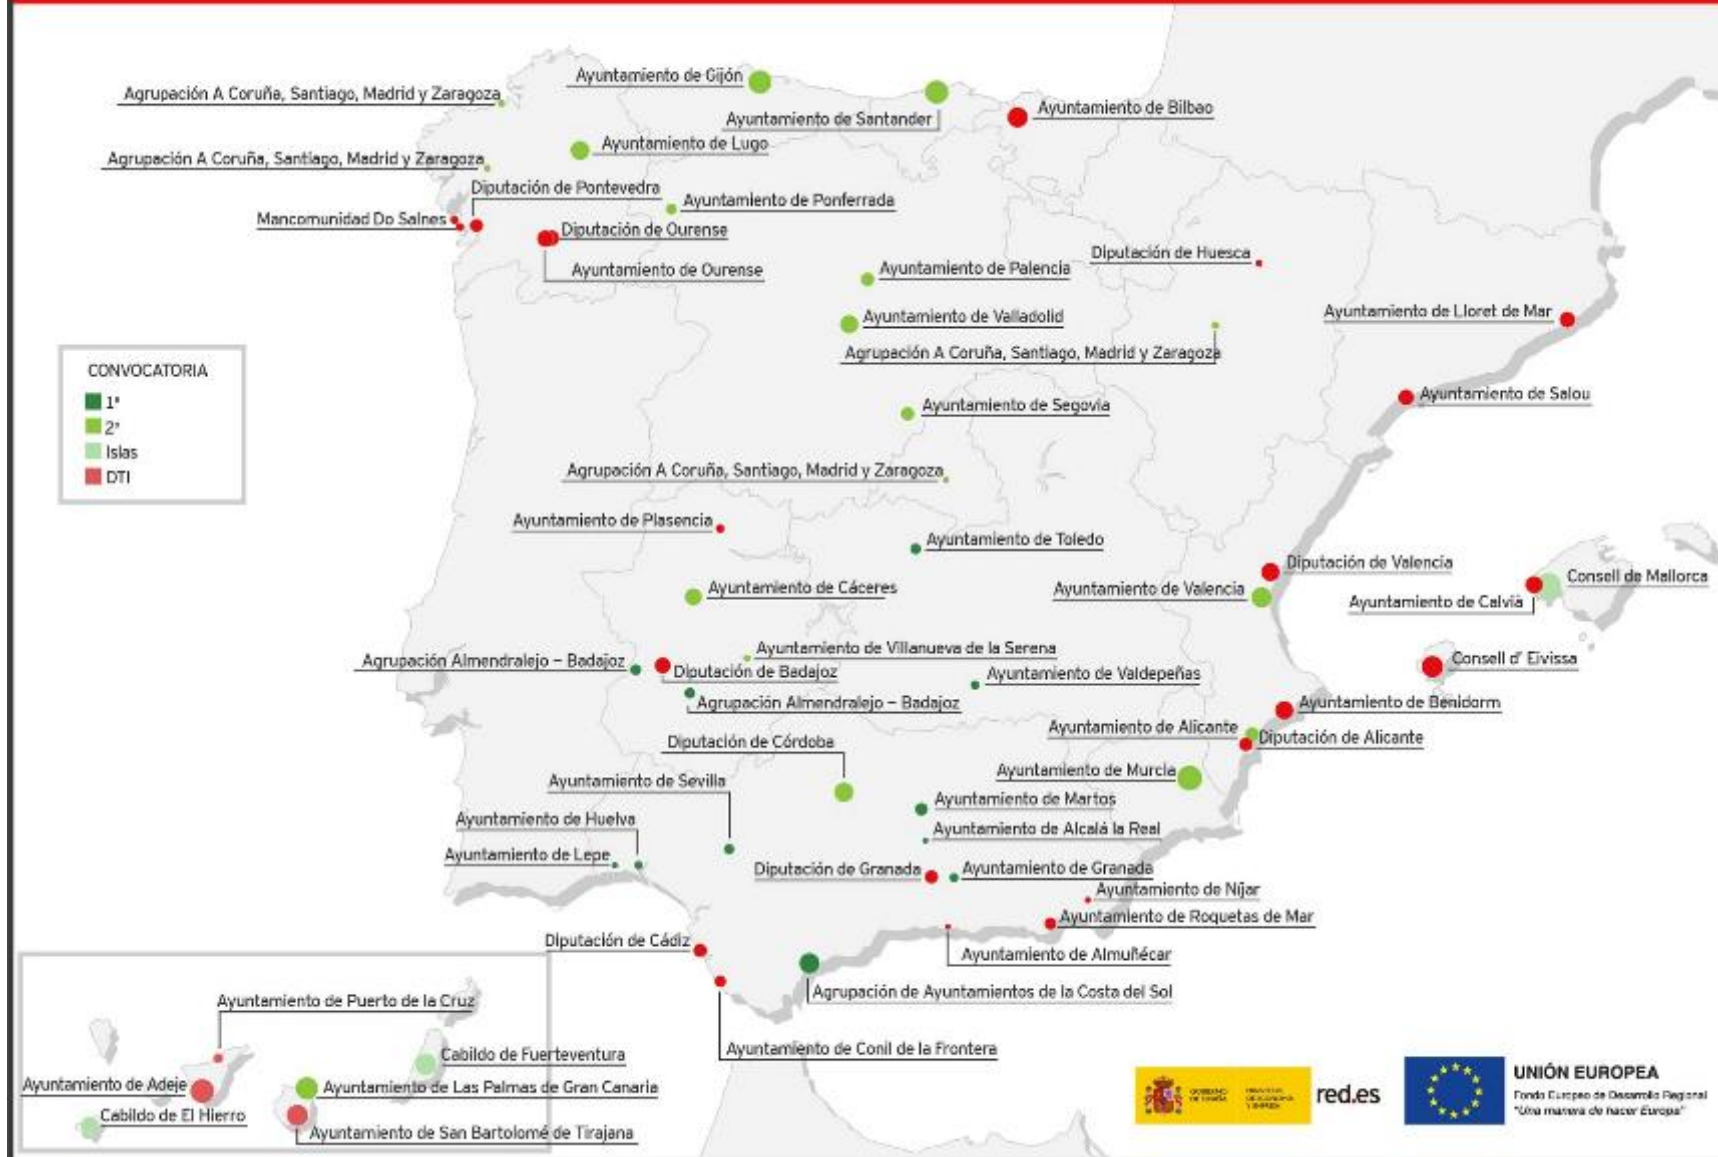 Ayuntamiento de Gijón
Agrupación A Coruña, Santiago, Madrid y Zaragoza
Ayuntamiento de Bilbao
Ayuntamiento de Santander
Ayuntamiento de Lugo
Agrupación A Coruña, Santiago, Madrid y Zaragoza
Diputación de Pontevedra
Ayuntamiento de Ponferrada
Mancomunidad Do Salnes
Diputación de Ourense
Diputación de Huesca
Ayuntamiento de Ourense
Ayuntamiento de Palencia
Ayuntamiento de Lloret de Mar
Ayuntamiento de Valladolid
Agrupación A Coruña, Santiago, Madrid y Zaragoza
CONVOCATORIA
1ª
2ª
Islas
DTI
Ayuntamiento de Salou
Ayuntamiento de Segovia
Agrupación A Coruña, Santiago, Madrid y Zaragoza
Ayuntamiento de Plasencia
Ayuntamiento de Toledo
Diputación de Valencia
Consell de Mallorca
Ayuntamiento de Cáceres
Ayuntamiento de Valencia
Ayuntamiento de Calvià
Ayuntamiento de Villanueva de la Serena
Agrupación Almendralejo – Badajoz
Consell d' Eivissa
Diputación de Badajoz
Ayuntamiento de Valdepeñas
Agrupación Almendralejo – Badajoz
Ayuntamiento de Benidorm
Ayuntamiento de Alicante
Diputación de Alicante
Diputación de Córdoba
Ayuntamiento de Murcia
Ayuntamiento de Sevilla
Ayuntamiento de Martos
Ayuntamiento de Huelva
Ayuntamiento de Alcalá la Real
Ayuntamiento de Lepe
Diputación de Granada
Ayuntamiento de Granada
Ayuntamiento de Níjar
Ayuntamiento de Roquetas de Mar
Diputación de Cádiz
Ayuntamiento de Almuñécar
Agrupación de Ayuntamientos de la Costa del Sol
Ayuntamiento de Puerto de la Cruz
Ayuntamiento de Conil de la Frontera
Cabildo de Fuerteventura
Ayuntamiento de Adeje
Ayuntamiento de Las Palmas de Gran Canaria
Cabildo de El Hierro
Ayuntamiento de San Bartolomé de Tirajana
GOBIERNO DE ESPAÑA
MINISTERIO DE ECONOMÍA Y EMPRESA
red.es
UNIÓN EUROPEA
Fondo Europeo de Desarrollo Regional
"Una manera de hacer Europa"